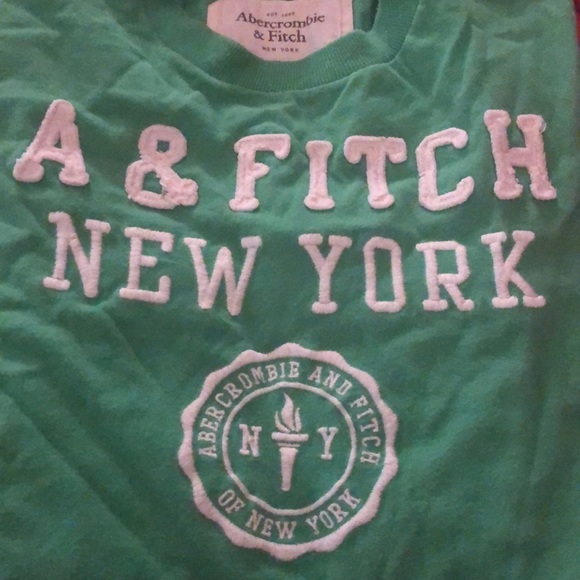 EST. 1892
Abercrombie
& Fitch
NEW YORK
A & FITCH
NEW YORK
ABERCROMBIE AND FITCH
N Y
OF NEW YORK